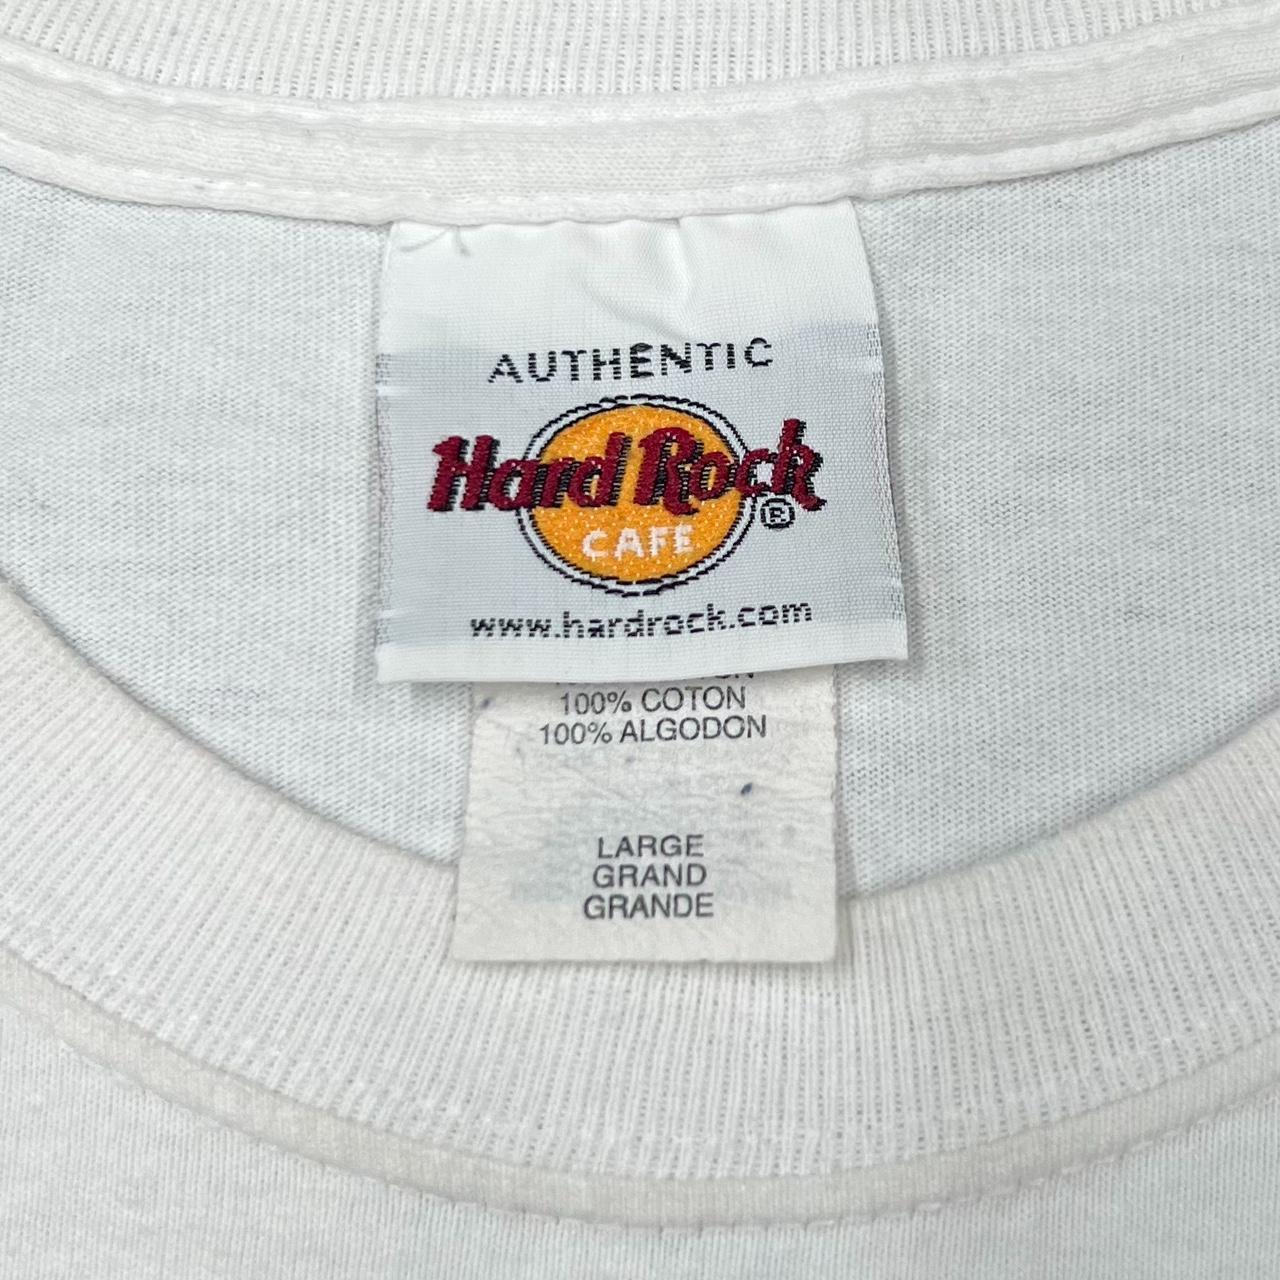 AUTHENTIC
Hard Rock
CAFE
®
www.hardrock.com
100% COTON
100% ALGODON
LARGE
GRAND
GRANDE